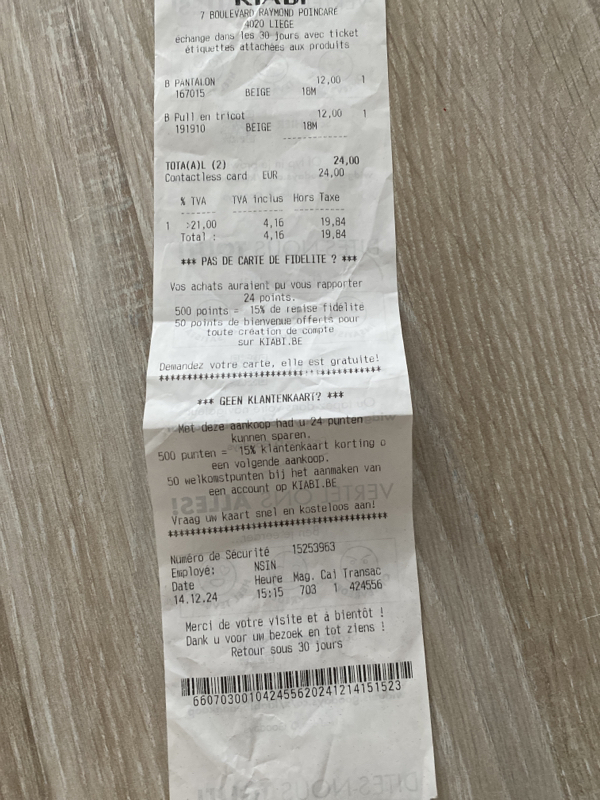 KIABI
7 BOULEVARD RAYMOND POINCARE
4020 LIEGE
échange dans les 30 jours avec ticket
étiquettes attachées aux produits
B PANTALON 12,00 1
167015 BEIGE 18M
B Pull en tricot 12,00 1
191910 BEIGE 18M
------------
TOTA(A)L (2) 24,00
Contactless card EUR 24,00
% TVA TVA inclus Hors Taxe
-------- --------- ---------
1 >21,00 4,16 19,84
Total : 4,16 19,84
*** PAS DE CARTE DE FIDELITE ? ***
Vos achats auraient pu vous rapporter
24 points.
500 points = 15% de remise fidélité
50 points de bienvenue offerts pour
toute création de compte
sur KIABI.BE
Demandez votre carte, elle est gratuite!
****************************************
*** GEEN KLANTENKAART? ***
Met deze aankoop had u 24 punten
kunnen sparen.
500 punten = 15% klantenkaart korting o
een volgende aankoop.
50 welkomstpunten bij het aanmaken van
een account op KIABI.BE
Vraag uw kaart snel en kosteloos aan!
****************************************
Numéro de Sécurité 15253963
Employé: NSIN
Date Heure Mag. Cai Transac
14.12.24 15:15 703 1 424556
Merci de votre visite et à bientôt !
Dank u voor uw bezoek en tot ziens !
Retour sous 30 jours
660703001042455620241214151523